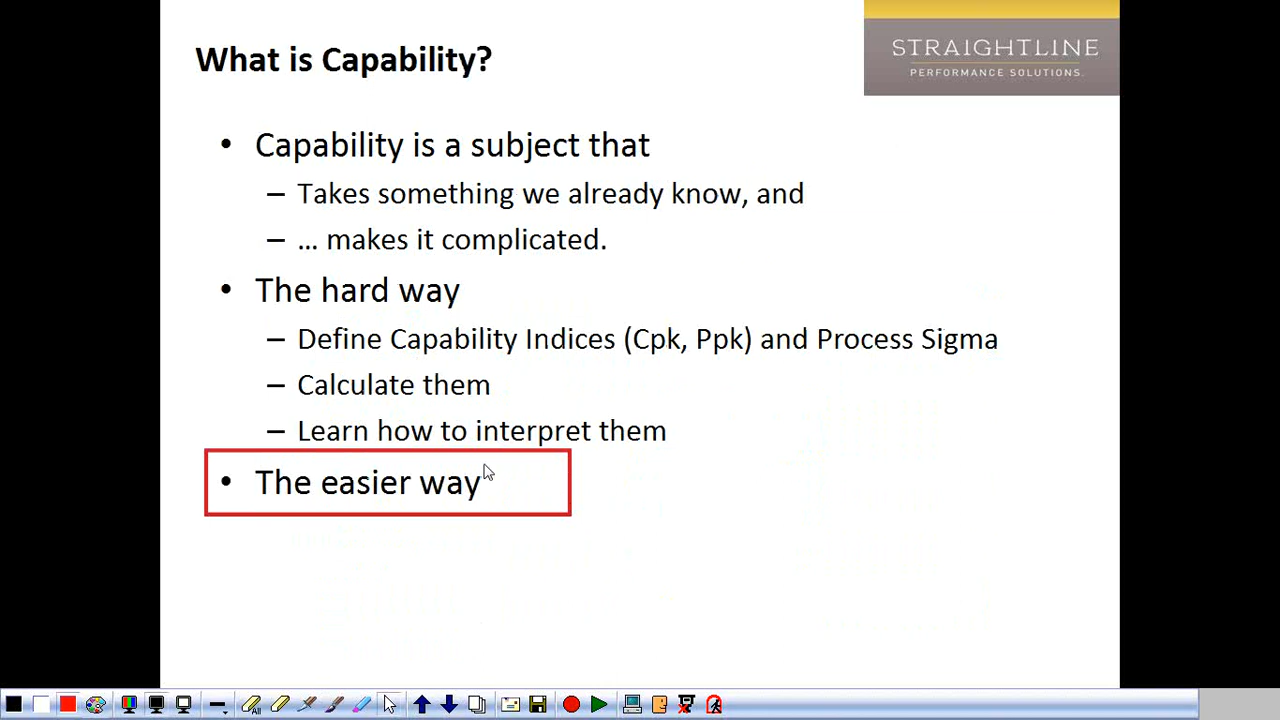 What is Capability?
STRAIGHTLINE
PERFORMANCE SOLUTIONS.
• Capability is a subject that
– Takes something we already know, and
– … makes it complicated.
• The hard way
– Define Capability Indices (Cpk, Ppk) and Process Sigma
– Calculate them
– Learn how to interpret them
• The easier way
All